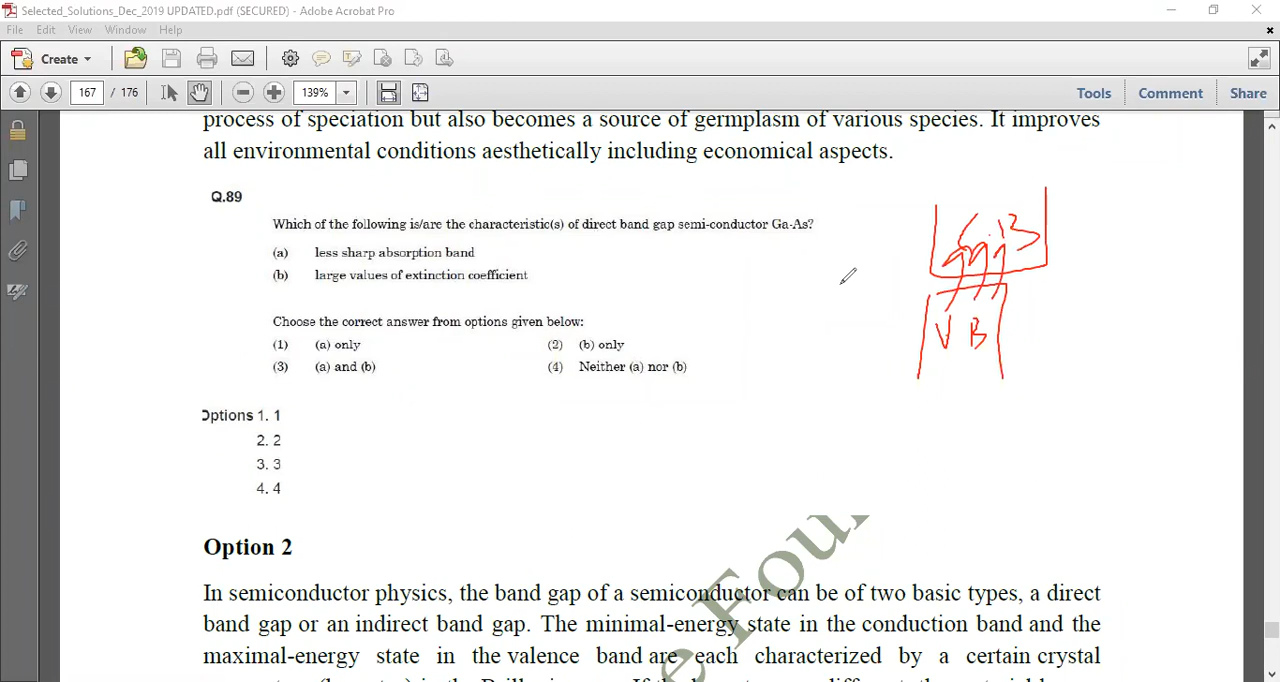 Selected_Solutions_Dec_2019 UPDATED.pdf (SECURED) - Adobe Acrobat Pro
File Edit View Window Help
Create
167 / 176 139% Tools Comment Share
process of speciation but also becomes a source of germplasm of various species. It improves
all environmental conditions aesthetically including economical aspects.
Q.89
Which of the following is/are the characteristic(s) of direct band gap semi-conductor Ga-As?
(a) less sharp absorption band
(b) large values of extinction coefficient
Choose the correct answer from options given below:
(1) (a) only (2) (b) only
(3) (a) and (b) (4) Neither (a) nor (b)
Options 1. 1
2. 2
3. 3
4. 4
VB
Option 2
In semiconductor physics, the band gap of a semiconductor can be of two basic types, a direct
band gap or an indirect band gap. The minimal-energy state in the conduction band and the
maximal-energy state in the valence band are each characterized by a certain crystal